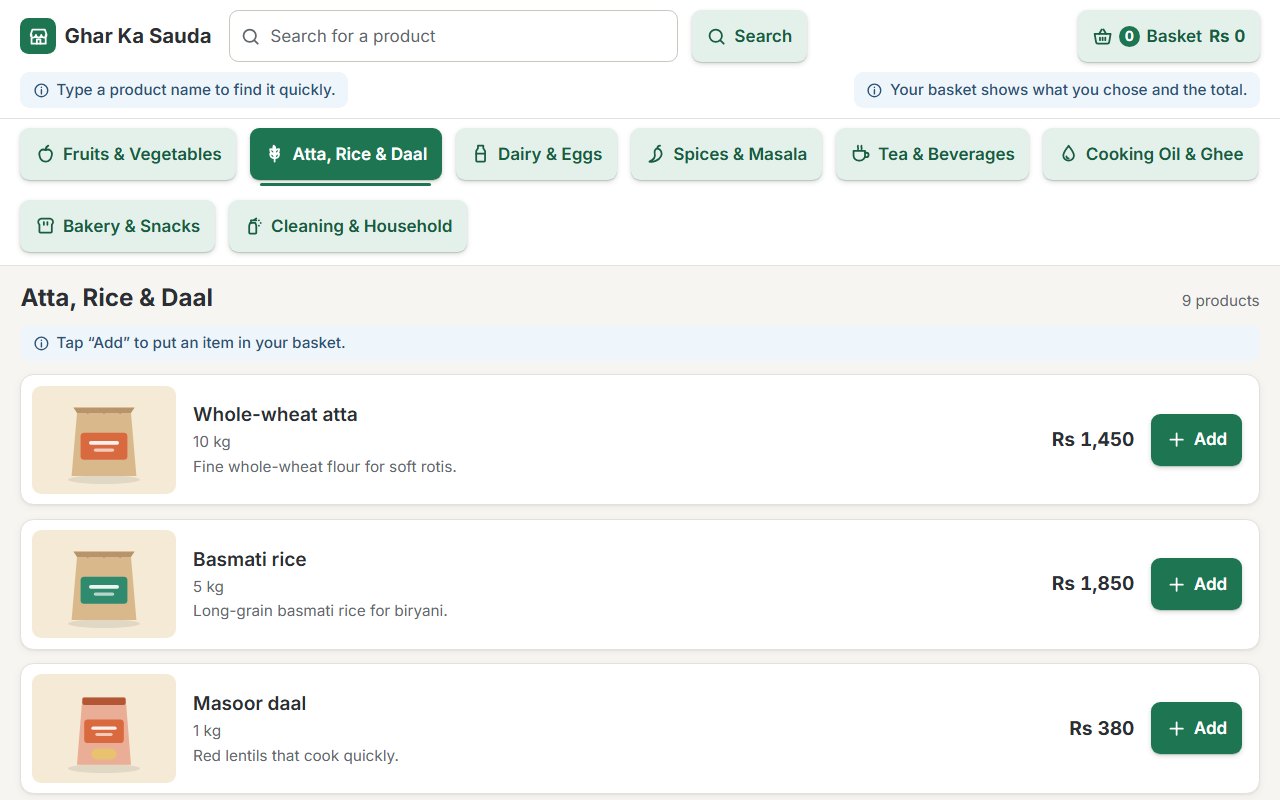 Ghar Ka Sauda
Search for a product
Search
0 Basket Rs 0
Type a product name to find it quickly.
Your basket shows what you chose and the total.
Fruits & Vegetables
Atta, Rice & Daal
Dairy & Eggs
Spices & Masala
Tea & Beverages
Cooking Oil & Ghee
Bakery & Snacks
Cleaning & Household
Atta, Rice & Daal
9 products
Tap “Add” to put an item in your basket.
Whole-wheat atta
10 kg
Fine whole-wheat flour for soft rotis.
Rs 1,450
Add
Basmati rice
5 kg
Long-grain basmati rice for biryani.
Rs 1,850
Add
Masoor daal
1 kg
Red lentils that cook quickly.
Rs 380
Add